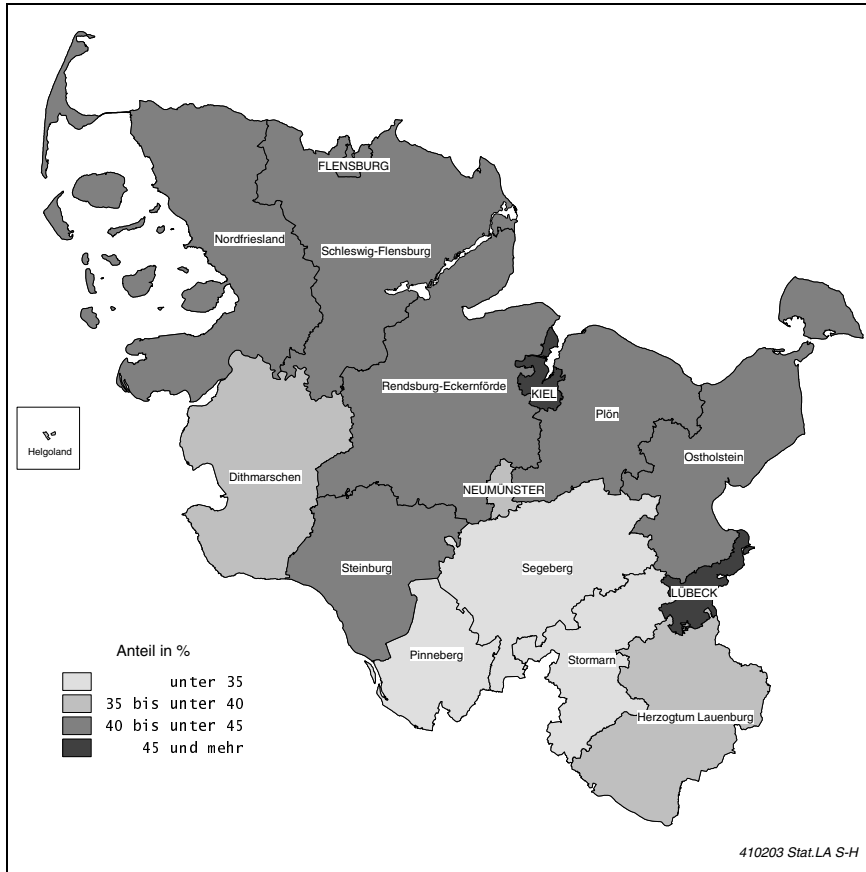 FLENSBURG
Nordfriesland
Schleswig-Flensburg
Rendsburg-Eckernförde
KIEL
Plön
Helgoland
Dithmarschen
Ostholstein
NEUMÜNSTER
Steinburg
Segeberg
LÜBECK
Pinneberg
Stormarn
Herzogtum Lauenburg
Anteil in %
unter 35
35 bis unter 40
40 bis unter 45
45 und mehr
410203 Stat.LA S-H